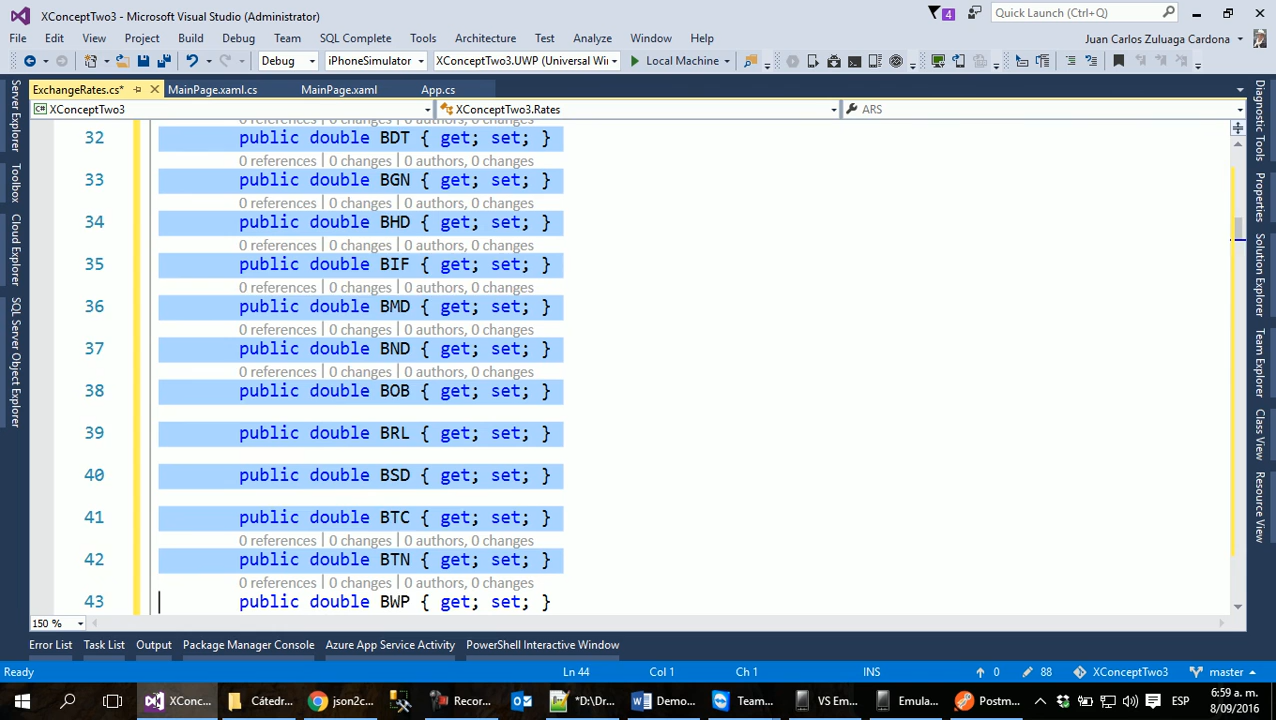 XConceptTwo3 - Microsoft Visual Studio (Administrator)
4
Quick Launch (Ctrl+Q)
File Edit View Project Build Debug Team SQL Complete Tools Architecture Test Analyze Window Help
Juan Carlos Zuluaga Cardona
Debug iPhoneSimulator XConceptTwo3.UWP (Universal Win Local Machine
ExchangeRates.cs* MainPage.xaml.cs MainPage.xaml App.cs
XConceptTwo3 XConceptTwo3.Rates ARS
Server Explorer
Toolbox
Cloud Explorer
SQL Server Object Explorer
0 references | 0 changes | 0 authors, 0 changes
32 public double BDT { get; set; }
0 references | 0 changes | 0 authors, 0 changes
33 public double BGN { get; set; }
0 references | 0 changes | 0 authors, 0 changes
34 public double BHD { get; set; }
0 references | 0 changes | 0 authors, 0 changes
35 public double BIF { get; set; }
0 references | 0 changes | 0 authors, 0 changes
36 public double BMD { get; set; }
0 references | 0 changes | 0 authors, 0 changes
37 public double BND { get; set; }
0 references | 0 changes | 0 authors, 0 changes
38 public double BOB { get; set; }
39 public double BRL { get; set; }
40 public double BSD { get; set; }
41 public double BTC { get; set; }
0 references | 0 changes | 0 authors, 0 changes
42 public double BTN { get; set; }
0 references | 0 changes | 0 authors, 0 changes
43 public double BWP { get; set; }
Diagnostic Tools
Properties
Solution Explorer
Team Explorer
Class View
Resource View
150 %
Error List Task List Output Package Manager Console Azure App Service Activity PowerShell Interactive Window
Ready Ln 44 Col 1 Ch 1 INS 0 88 XConceptTwo3 master
XConc... Cátedr... json2c... Recor... *D:\Dr... Demo... Team... VS Em... Emula... Postm... ESP
6:59 a. m.
8/09/2016